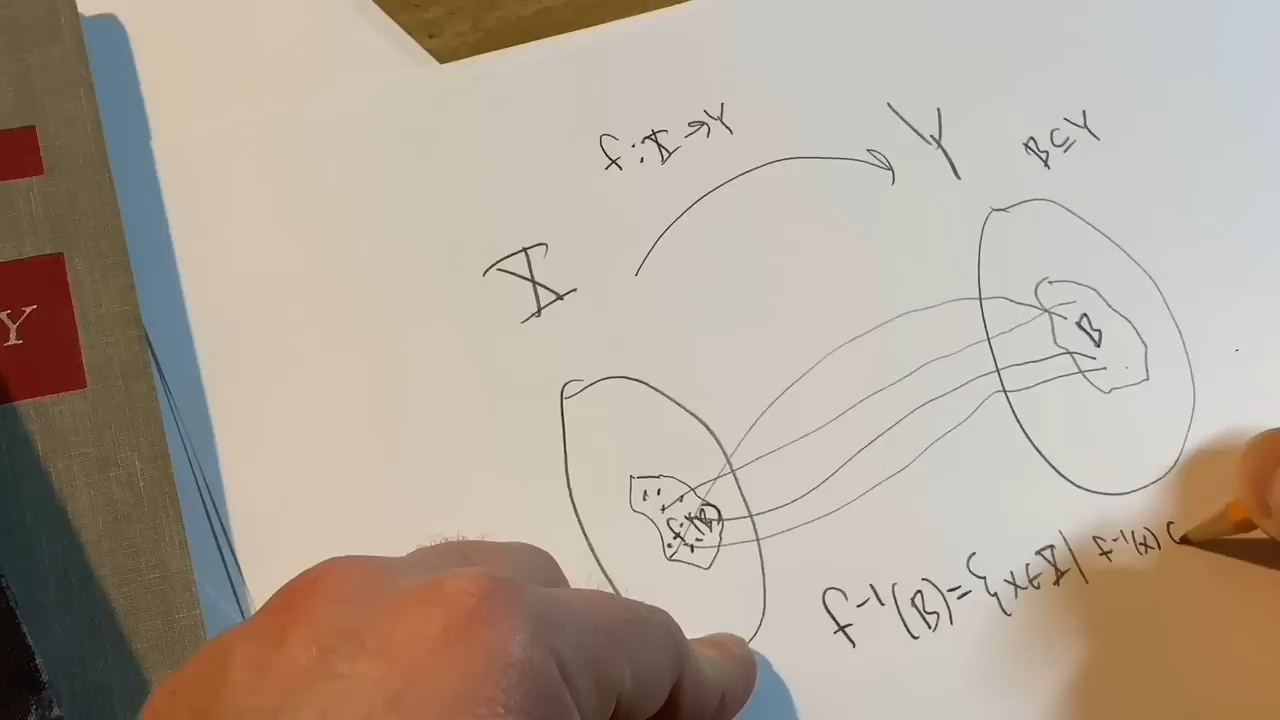 f : X → Y
Y
B ⊆ Y
X
B
f⁻¹(B)
f⁻¹(B) = { x ∈ X | f⁻¹(x) ∈
Y